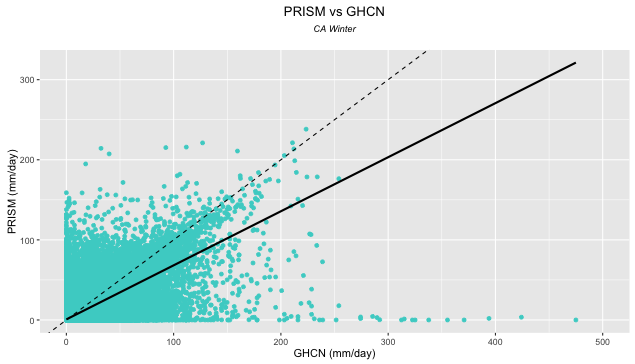 PRISM vs GHCN
CA Winter
PRISM (mm/day)
300
200
100
0
0 100 200 300 400 500
GHCN (mm/day)